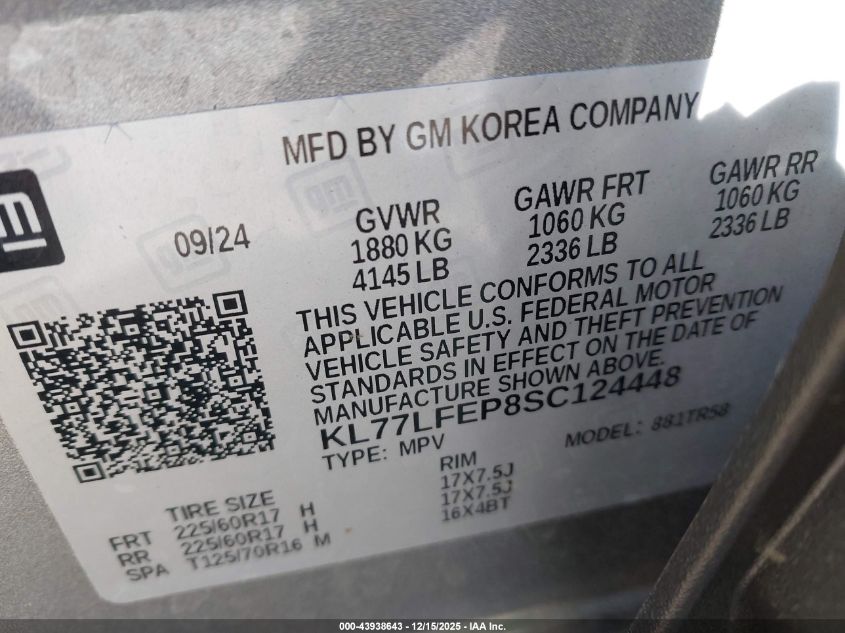 MFD BY GM KOREA COMPANY
09/24
GVWR
1880 KG
4145 LB
GAWR FRT
1060 KG
2336 LB
GAWR RR
1060 KG
2336 LB
THIS VEHICLE CONFORMS TO ALL
APPLICABLE U.S. FEDERAL MOTOR
VEHICLE SAFETY AND THEFT PREVENTION
STANDARDS IN EFFECT ON THE DATE OF
MANUFACTURE SHOWN ABOVE.
KL77LFEP8SC124448
TYPE: MPV
MODEL: 881TR58
TIRE SIZE
RIM
FRT 225/60R17 H 17X7.5J
RR 225/60R17 H 17X7.5J
SPA T125/70R16 M 16X4BT
000-43938643 - 12/15/2025 - IAA Inc.